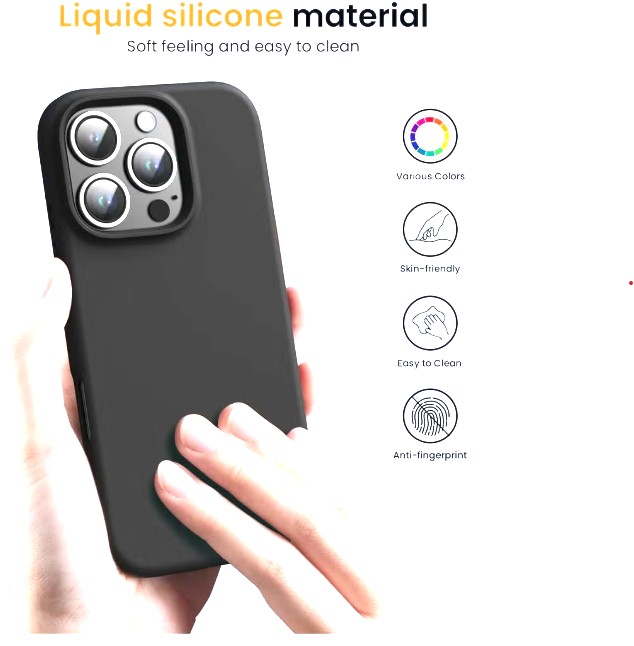 Liquid silicone material
Soft feeling and easy to clean
Various Colors
Skin-friendly
Easy to Clean
Anti-fingerprint